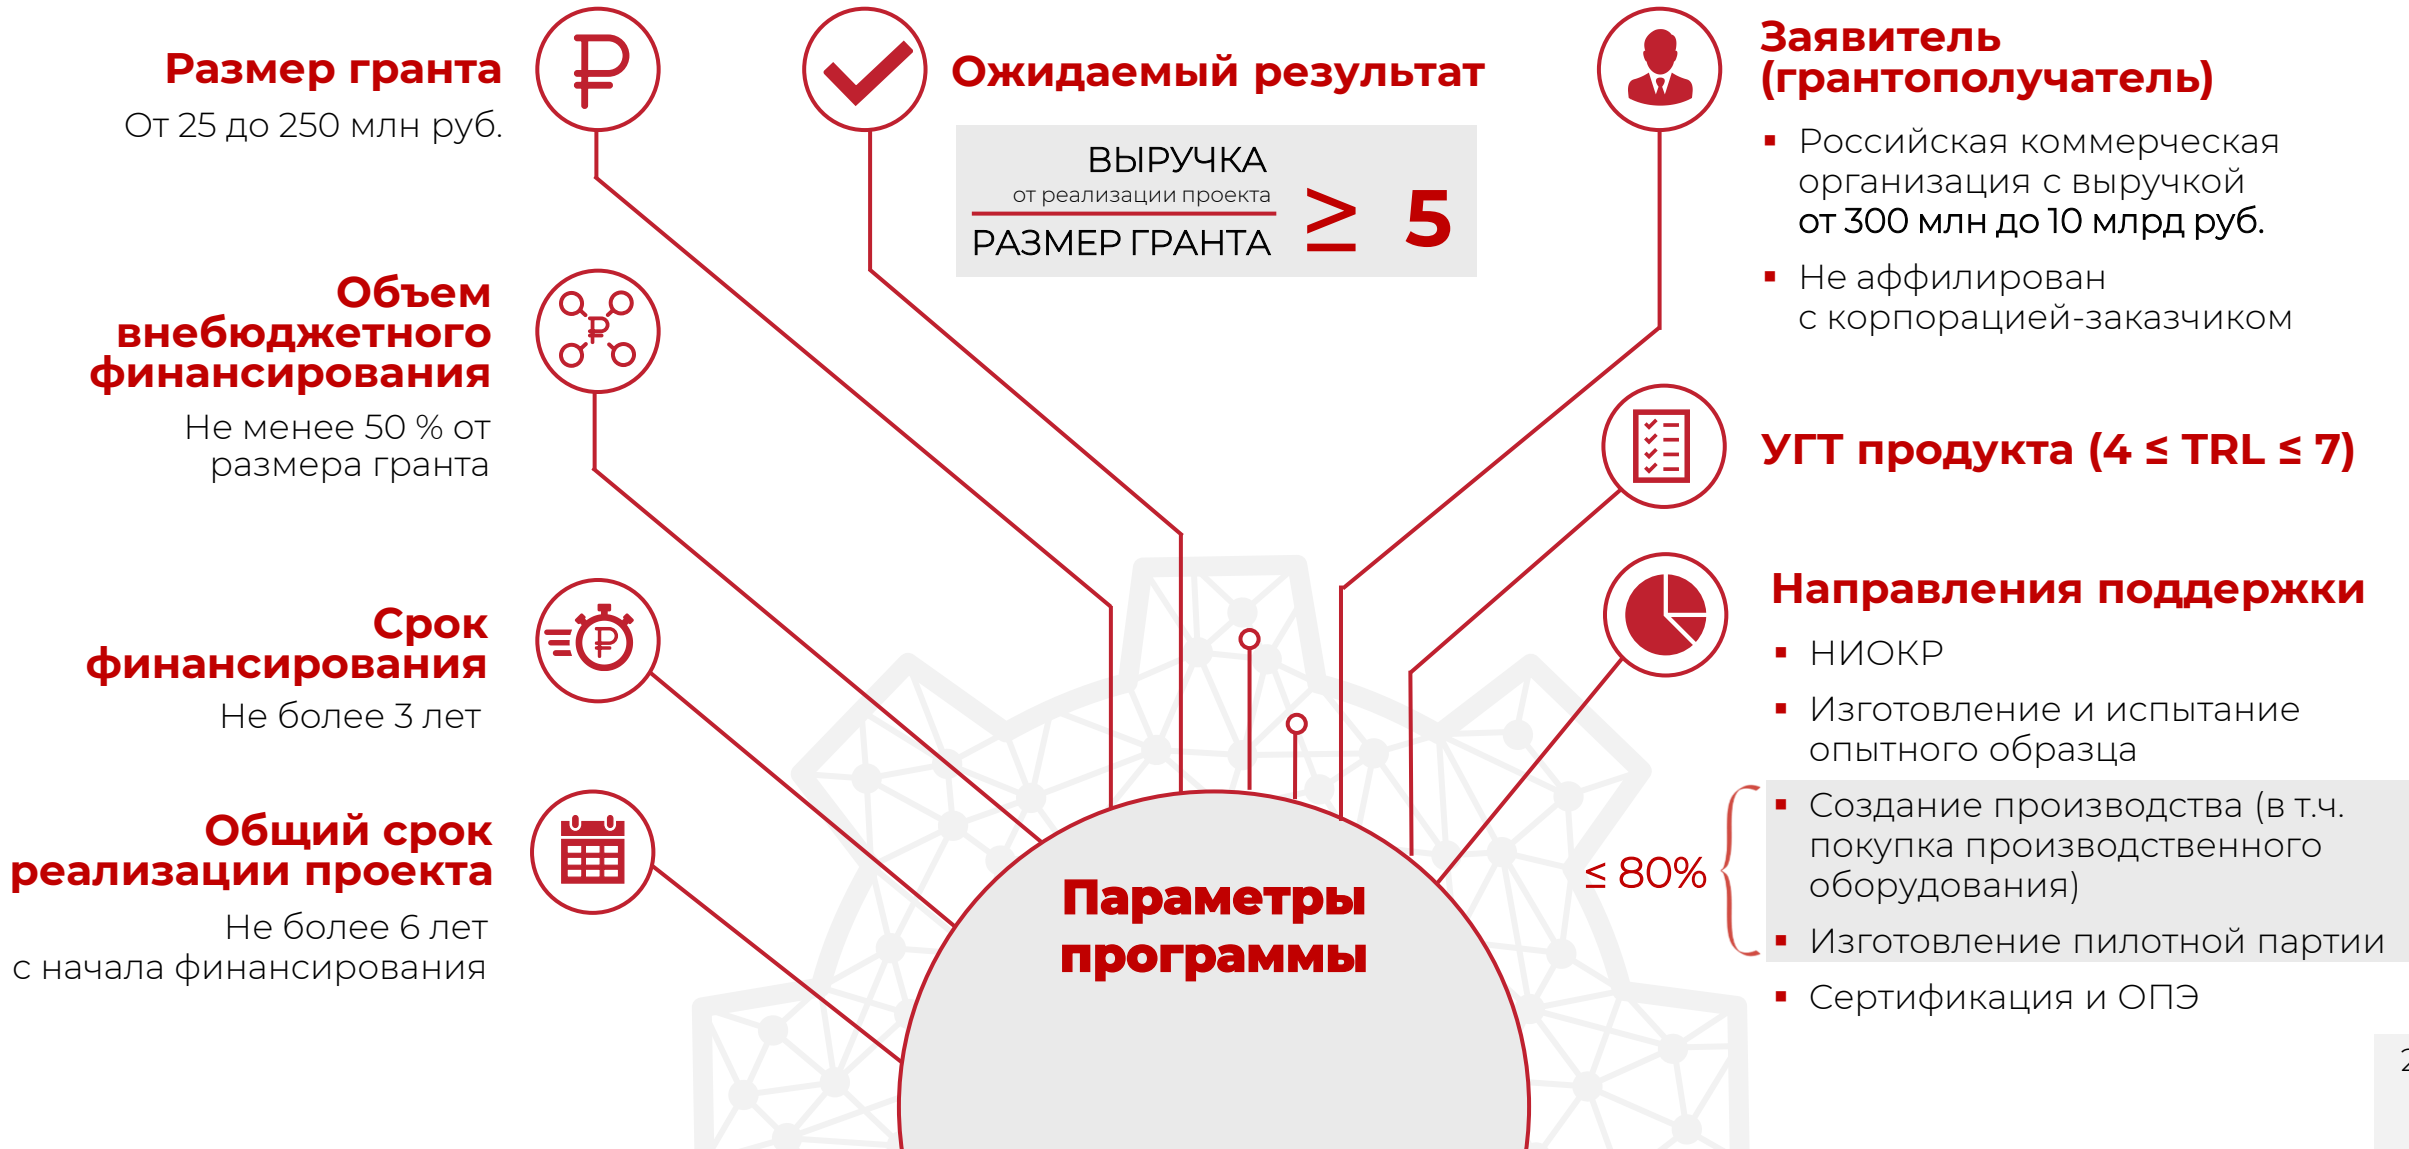 Размер гранта
От 25 до 250 млн руб.
Объем
внебюджетного
финансирования
Не менее 50 % от
размера гранта
Срок
финансирования
Не более 3 лет
Общий срок
реализации проекта
Не более 6 лет
с начала финансирования
Ожидаемый результат
ВЫРУЧКА
от реализации проекта
РАЗМЕР ГРАНТА
≥ 5
Параметры
программы
Заявитель
(грантополучатель)
▪ Российская коммерческая
организация с выручкой
от 300 млн до 10 млрд руб.
▪ Не аффилирован
с корпорацией-заказчиком
УГТ продукта (4 ≤ TRL ≤ 7)
Направления поддержки
▪ НИОКР
▪ Изготовление и испытание
опытного образца
≤ 80%
▪ Создание производства (в т.ч.
покупка производственного
оборудования)
▪ Изготовление пилотной партии
▪ Сертификация и ОПЭ